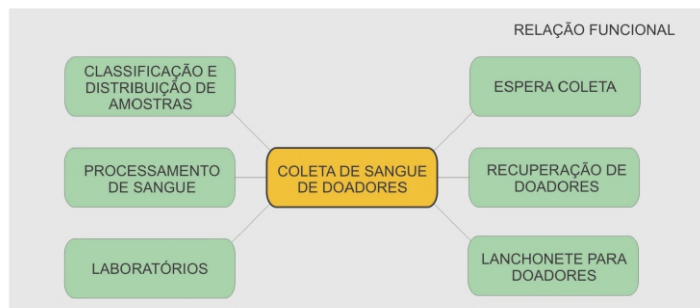 RELAÇÃO FUNCIONAL
CLASSIFICAÇÃO E
DISTRIBUIÇÃO DE
AMOSTRAS
ESPERA COLETA
PROCESSAMENTO
DE SANGUE
COLETA DE SANGUE
DE DOADORES
RECUPERAÇÃO DE
DOADORES
LABORATÓRIOS
LANCHONETE PARA
DOADORES